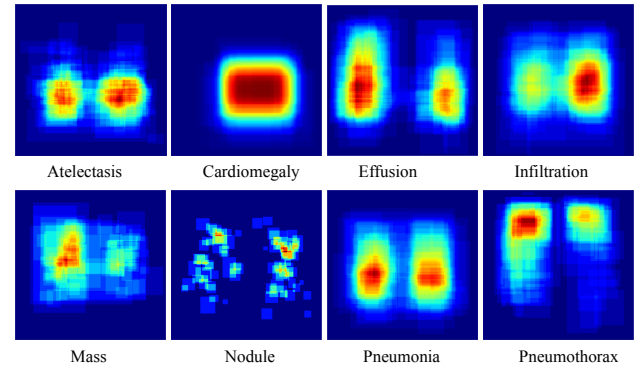 Atelectasis Cardiomegaly Effusion Infiltration
Mass Nodule Pneumonia Pneumothorax